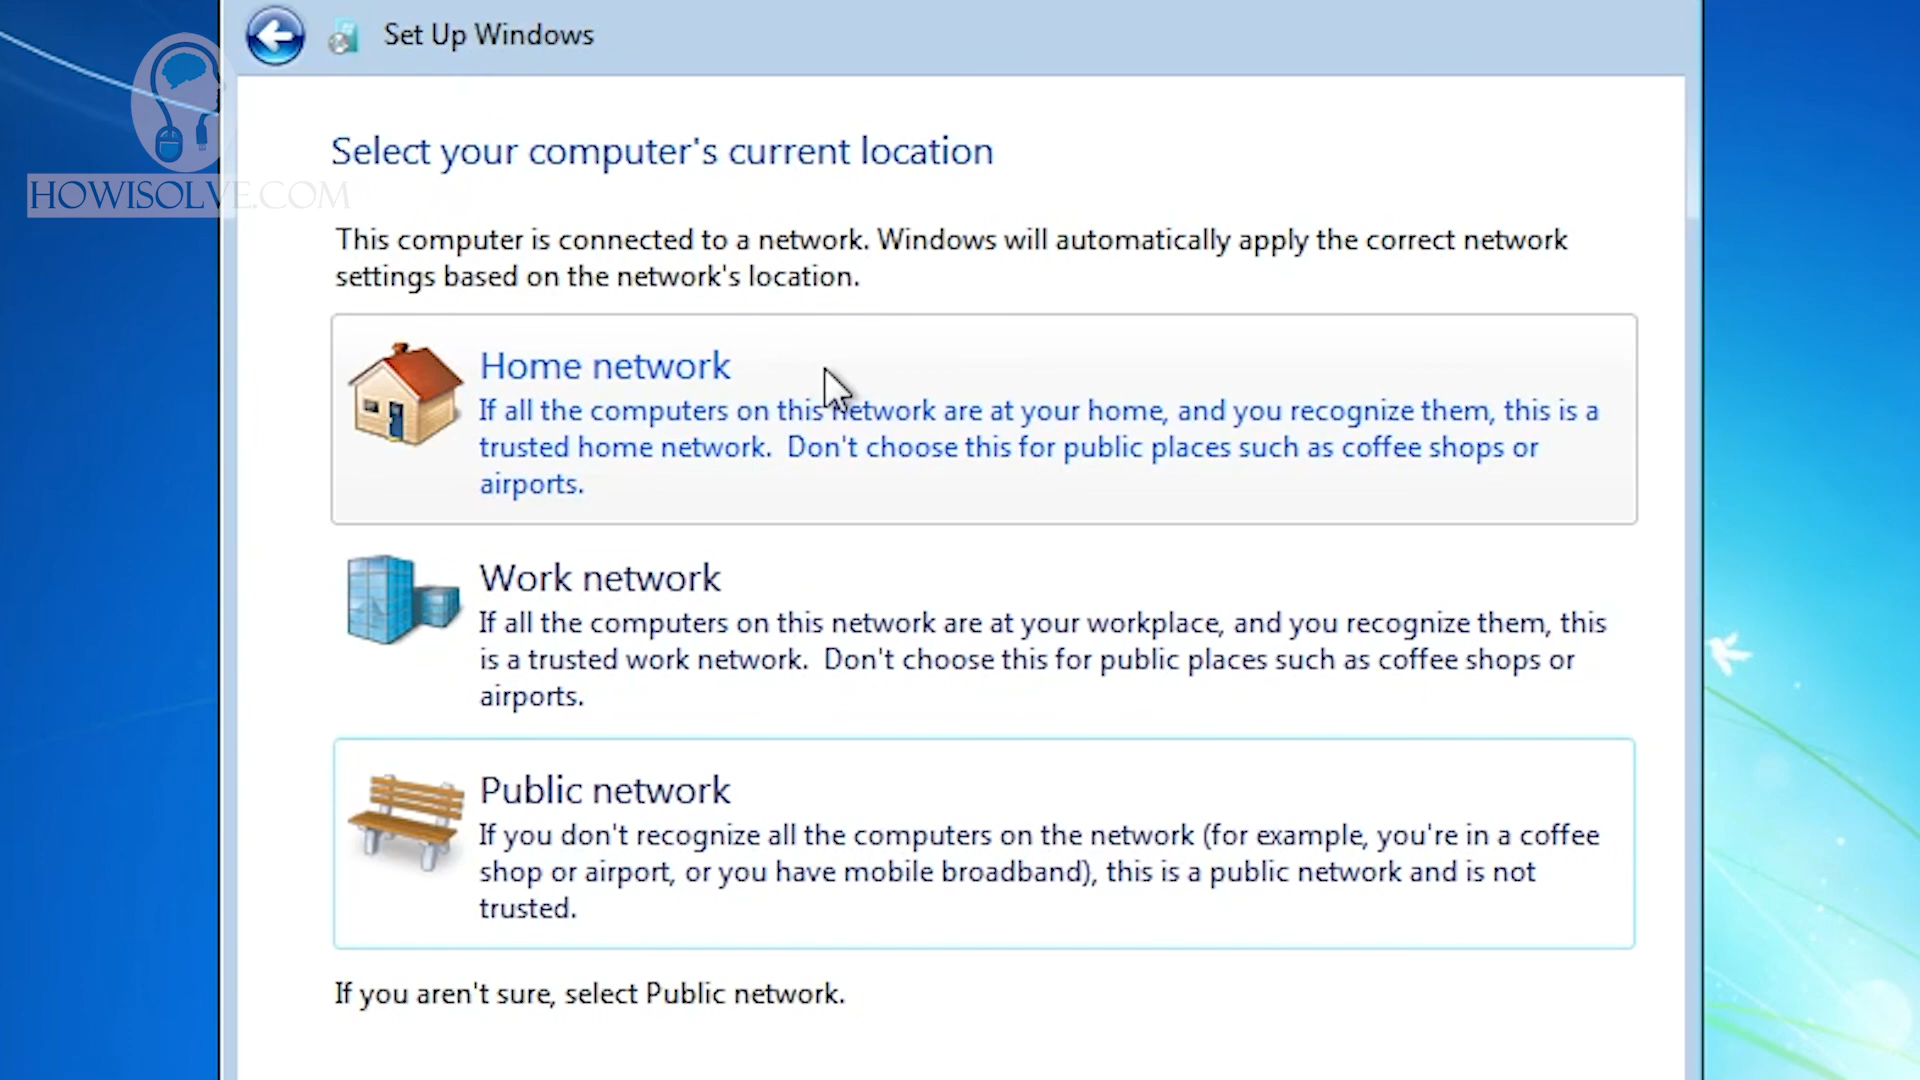 Set Up Windows
HOWISOLVE.COM
Select your computer's current location
This computer is connected to a network. Windows will automatically apply the correct network
settings based on the network's location.
Home network
If all the computers on this network are at your home, and you recognize them, this is a
trusted home network.  Don't choose this for public places such as coffee shops or
airports.
Work network
If all the computers on this network are at your workplace, and you recognize them, this
is a trusted work network.  Don't choose this for public places such as coffee shops or
airports.
Public network
If you don't recognize all the computers on the network (for example, you're in a coffee
shop or airport, or you have mobile broadband), this is a public network and is not
trusted.
If you aren't sure, select Public network.